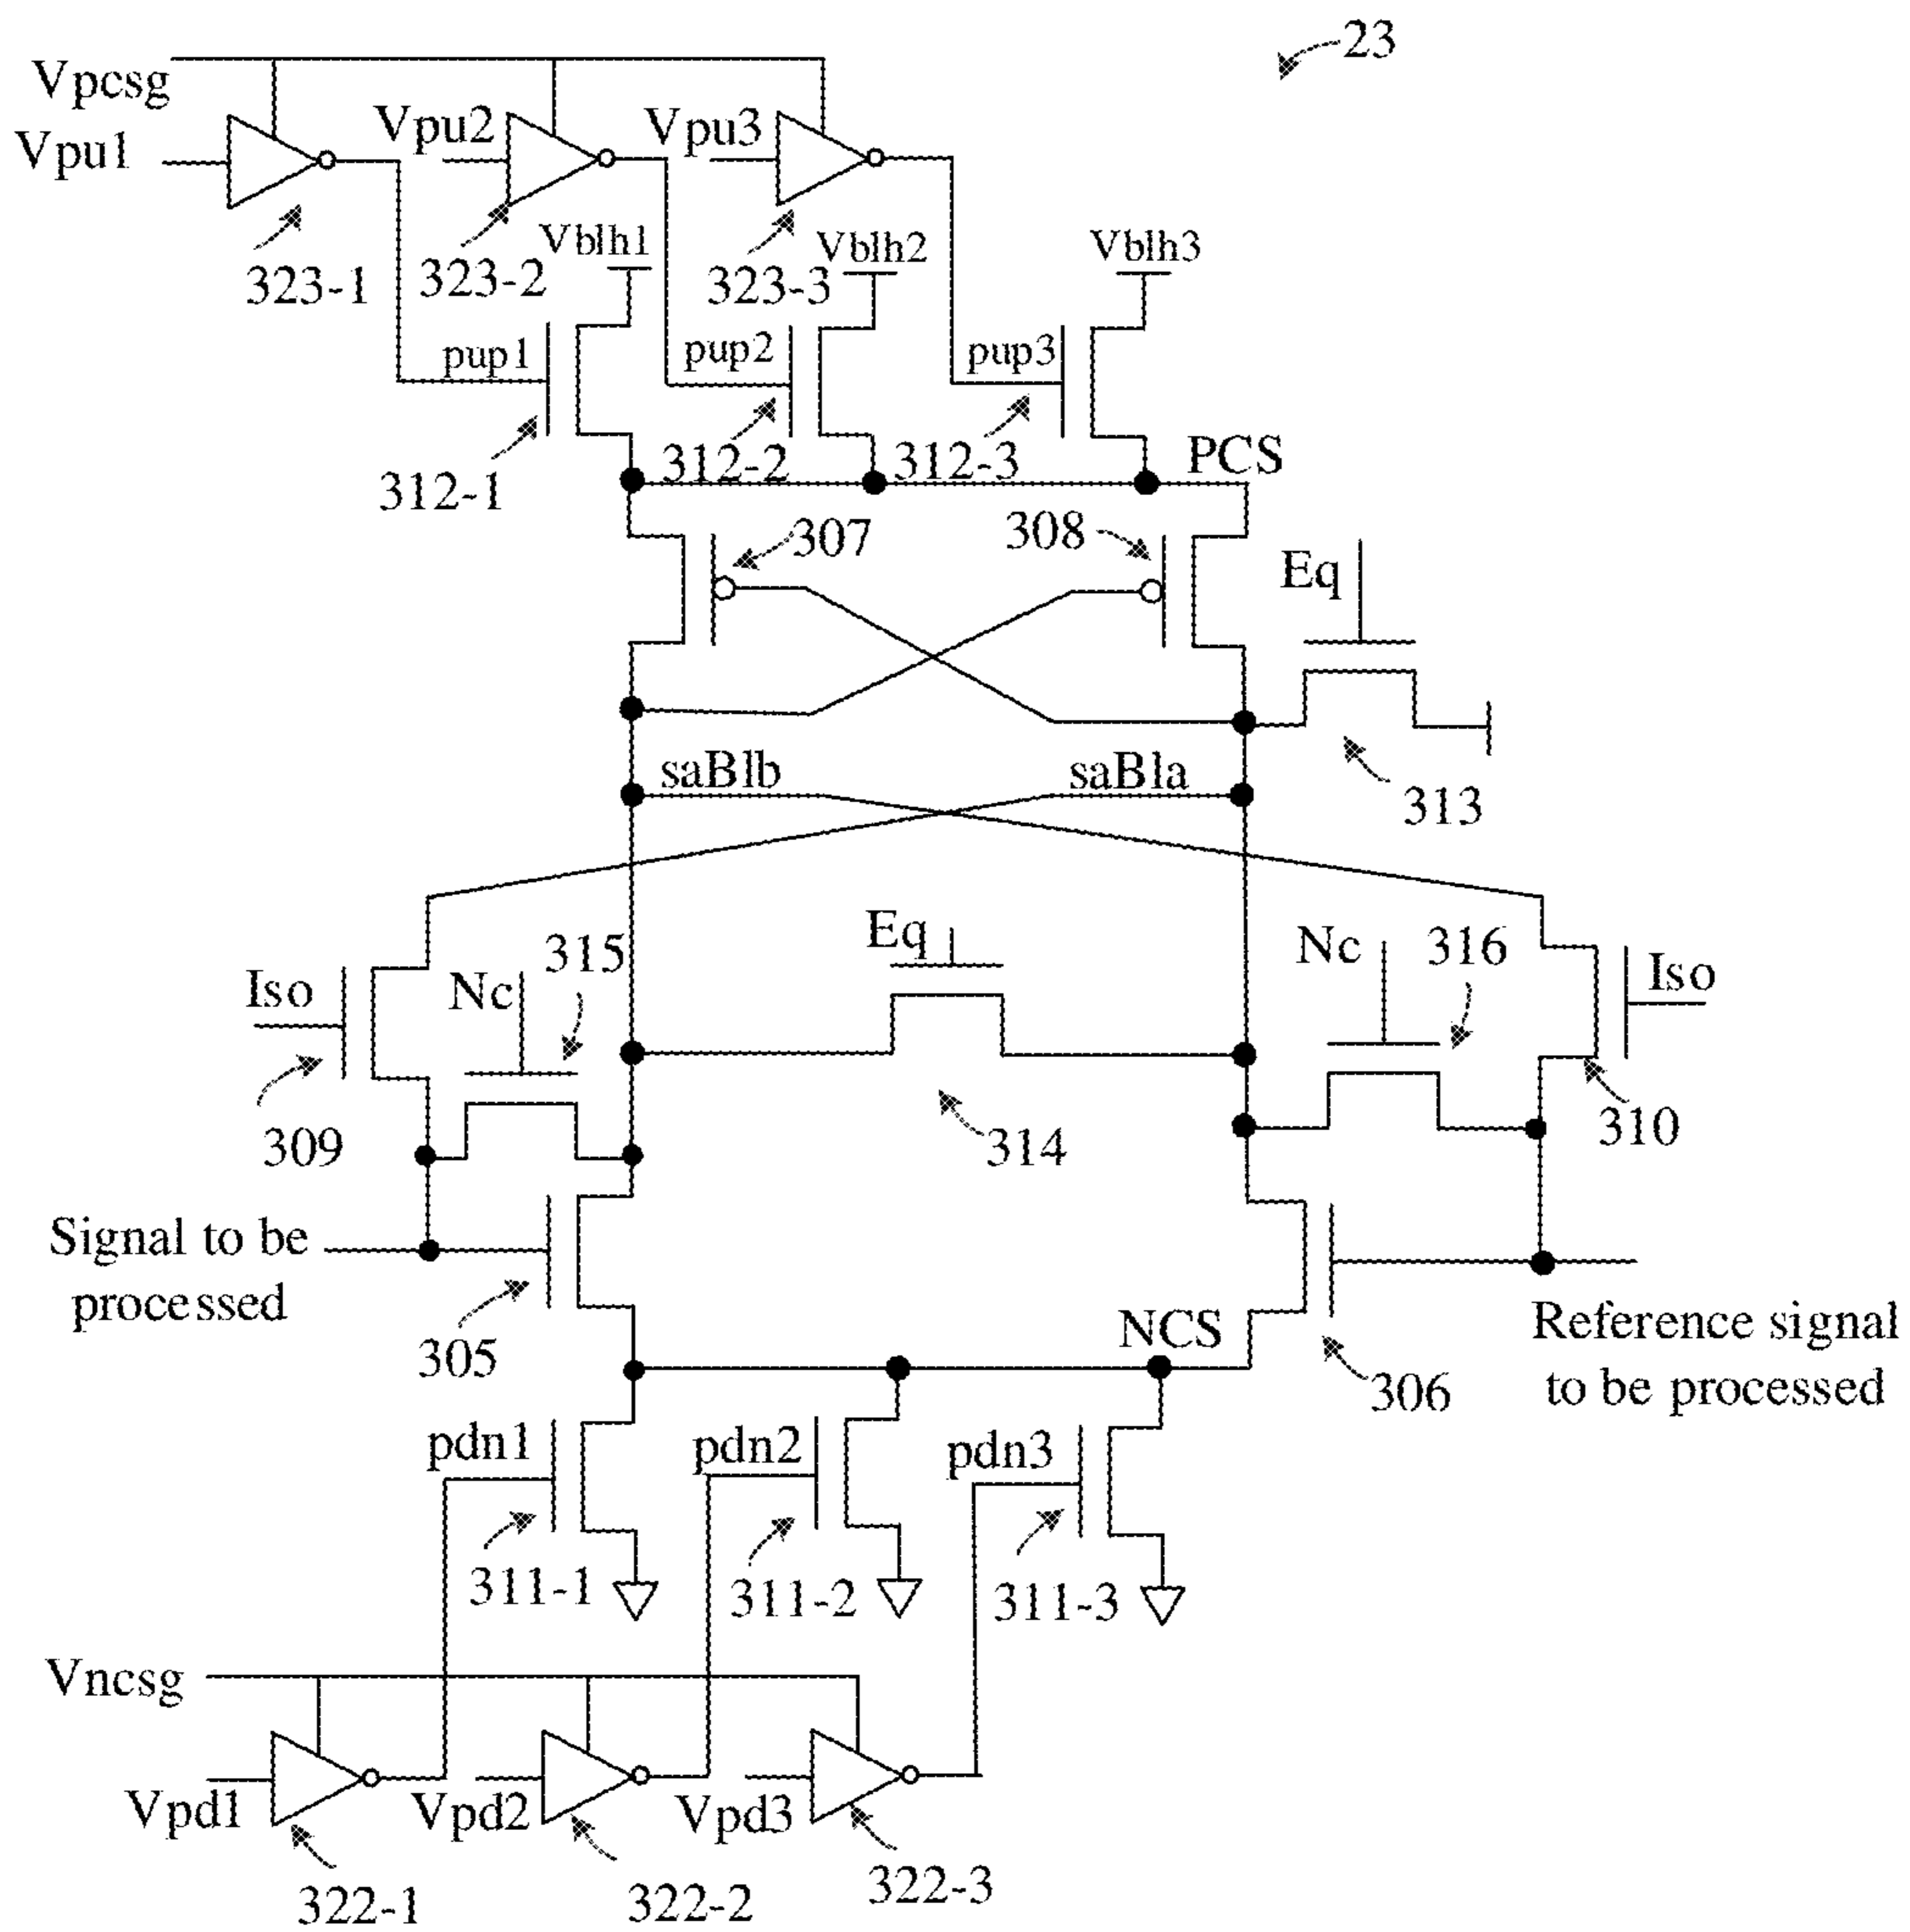 23
Vpcsg
Vpu1
Vpu2
Vpu3
323-1
323-2
323-3
Vblh1
Vblh2
Vblh3
pup1
pup2
pup3
312-1
312-2
312-3
PCS
307
308
Eq
313
saBlb
saBla
Iso
Nc
315
Eq
Nc
316
Iso
309
314
310
Signal to be
processed
305
NCS
306
Reference signal
to be processed
pdn1
pdn2
pdn3
311-1
311-2
311-3
Vncsg
Vpd1
Vpd2
Vpd3
322-1
322-2
322-3